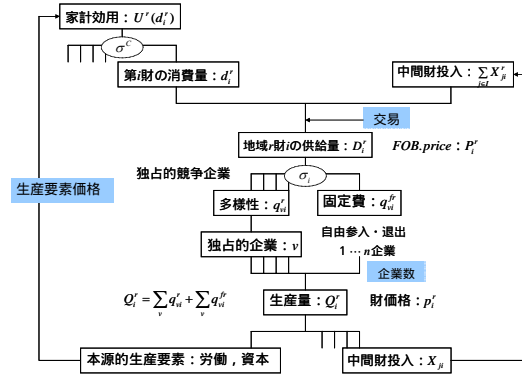 家計効用：U^r(d_i^r)
σ^C
第i財の消費量：d_i^r
中間財投入：∑_{i∈I} X_{ji}^r
交易
地域r財iの供給量：D_i^r
FOB.price：P_i^r
独占的競争企業
σ_i
生産要素価格
多様性：q_{vi}^r
固定費：q_{vi}^{fr}
自由参入・退出
独占的企業：v
1 … n企業
企業数
Q_i^r = ∑_v q_{vi}^r + ∑_v q_{vi}^{fr}
生産量：Q_i^r
財価格：p_i^r
本源的生産要素：労働，資本
中間財投入：X_{ji}